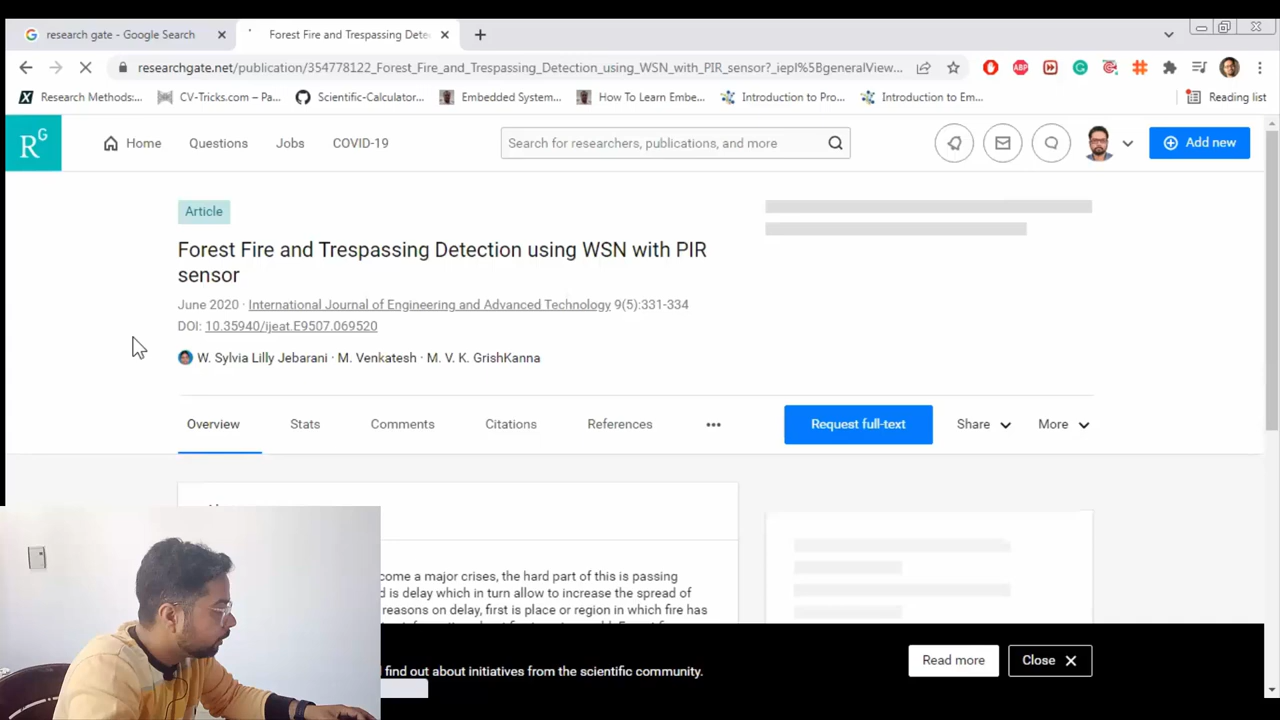 research gate - Google Search
Forest Fire and Trespassing Dete
researchgate.net/publication/354778122_Forest_Fire_and_Trespassing_Detection_using_WSN_with_PIR_sensor?_iepl%5BgeneralView...
Research Methods:... CV-Tricks.com – Pa... Scientific-Calculator... Embedded System... How To Learn Embe... Introduction to Pro... Introduction to Em... Reading list
RG Home Questions Jobs COVID-19 Search for researchers, publications, and more Add new
Article
Forest Fire and Trespassing Detection using WSN with PIR
sensor
June 2020 · International Journal of Engineering and Advanced Technology 9(5):331-334
DOI: 10.35940/ijeat.E9507.069520
W. Sylvia Lilly Jebarani · M. Venkatesh · M. V. K. GrishKanna
Overview Stats Comments Citations References ••• Request full-text Share More
come a major crises, the hard part of this is passing
d is delay which in turn allow to increase the spread of
reasons on delay, first is place or region in which fire has
find out about initiatives from the scientific community.
Read more Close